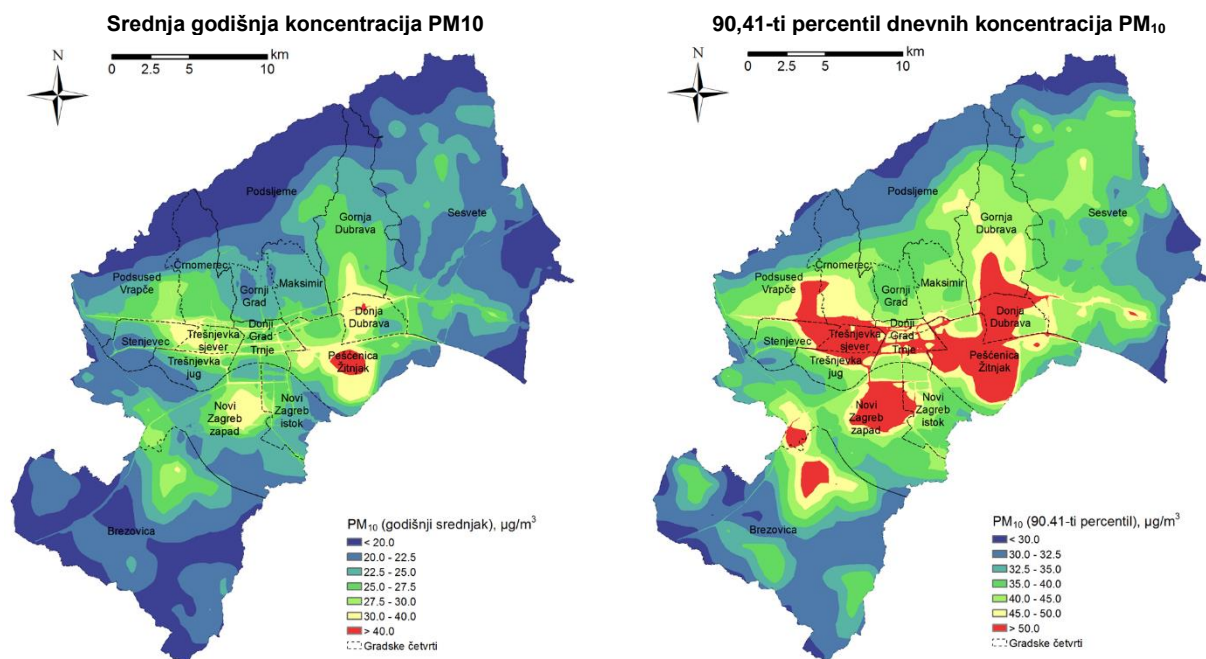 Srednja godišnja koncentracija PM10
N
km
0 2.5 5 10
Podsljeme
Gornja
Dubrava
Sesvete
Podsused
Vrapče
Črnomerec
Gornji
Grad
Maksimir
Donji
Grad
Donja
Dubrava
Stenjevec
Trešnjevka
sjever
Trnje
Trešnjevka
jug
Peščenica
Žitnjak
Novi
Zagreb
zapad
Novi
Zagreb
istok
Brezovica
PM₁₀ (godišnji srednjak), µg/m³
< 20.0
20.0 - 22.5
22.5 - 25.0
25.0 - 27.5
27.5 - 30.0
30.0 - 40.0
> 40.0
Gradske četvrti
90,41-ti percentil dnevnih koncentracija PM₁₀
N
km
0 2.5 5 10
Podsljeme
Gornja
Dubrava
Sesvete
Podsused
Vrapče
Črnomerec
Gornji
Grad
Maksimir
Donji
Grad
Donja
Dubrava
Stenjevec
Trešnjevka
sjever
Trnje
Trešnjevka
jug
Peščenica
Žitnjak
Novi
Zagreb
zapad
Novi
Zagreb
istok
Brezovica
PM₁₀ (90.41-ti percentil), µg/m³
< 30.0
30.0 - 32.5
32.5 - 35.0
35.0 - 40.0
40.0 - 45.0
45.0 - 50.0
> 50.0
Gradske četvrti